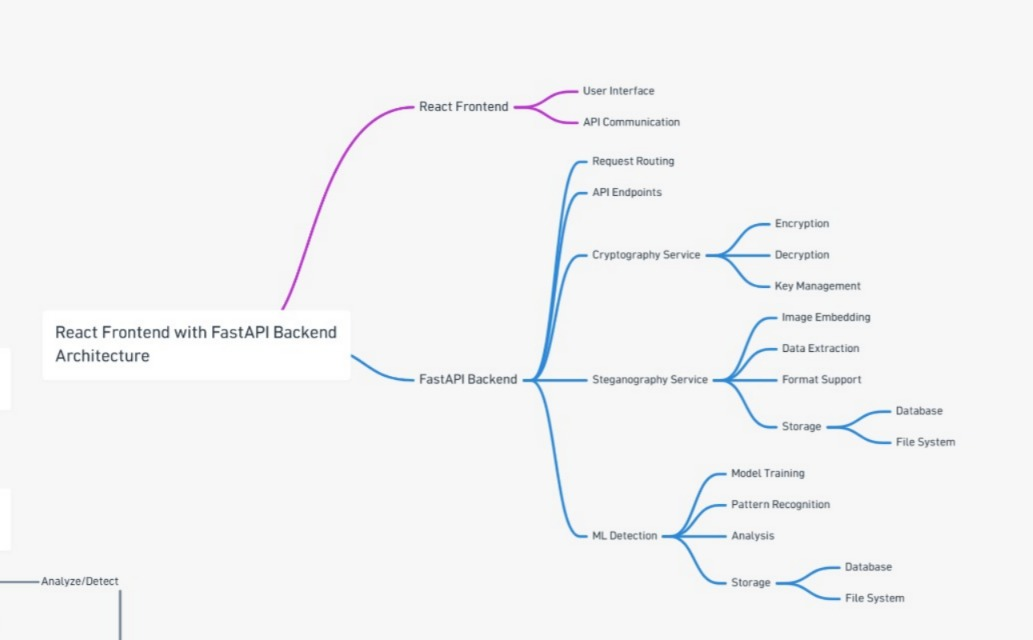 User Interface
React Frontend
API Communication
Request Routing
API Endpoints
Encryption
Cryptography Service
Decryption
Key Management
Image Embedding
React Frontend with FastAPI Backend
Architecture
Data Extraction
FastAPI Backend
Steganography Service
Format Support
Storage
Database
File System
Model Training
Pattern Recognition
ML Detection
Analysis
Storage
Database
File System
Analyze/Detect